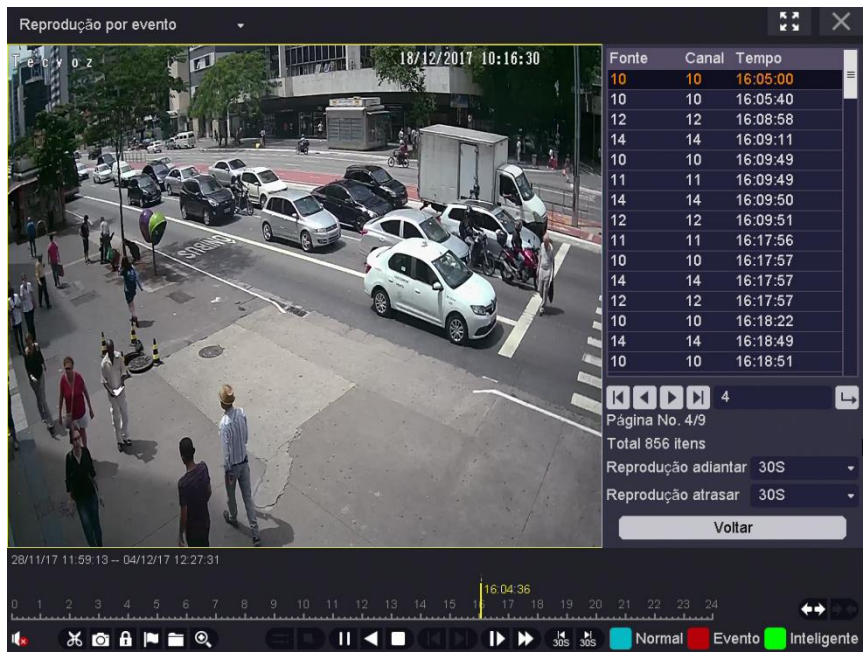 Reprodução por evento
Tecvoz
18/12/2017 10:16:30
Fonte Canal Tempo
10 10 16:05:00
10 10 16:05:40
12 12 16:08:58
14 14 16:09:11
10 10 16:09:49
11 11 16:09:49
14 14 16:09:50
12 12 16:09:51
11 11 16:17:56
10 10 16:17:57
14 14 16:17:57
12 12 16:17:57
10 10 16:18:22
14 14 16:18:49
10 10 16:18:51
4
Página No. 4/9
Total 856 itens
Reprodução adiantar 30S
Reprodução atrasar 30S
Voltar
28/11/17 11:59:13 -- 04/12/17 12:27:31
16:04:36
0 1 2 3 4 5 6 7 8 9 10 11 12 13 14 15 16 17 18 19 20 21 22 23 24
30S 30S Normal Evento Inteligente